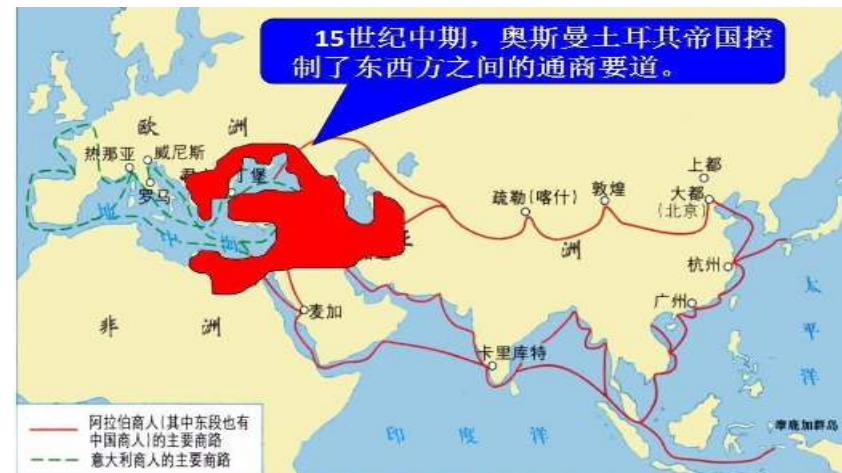 15世纪中期，奥斯曼土耳其帝国控
制了东西方之间的通商要道。
欧 洲
热那亚
威尼斯
丁堡
罗马
地
中
海
上都
疏勒(喀什)
敦煌
大都
(北京)
洲
杭州
广州
太
平
洋
非 洲
麦加
卡里库特
印 度 洋
摩鹿加群岛
阿拉伯商人(其中东段也有
中国商人)的主要商路
意大利商人的主要商路